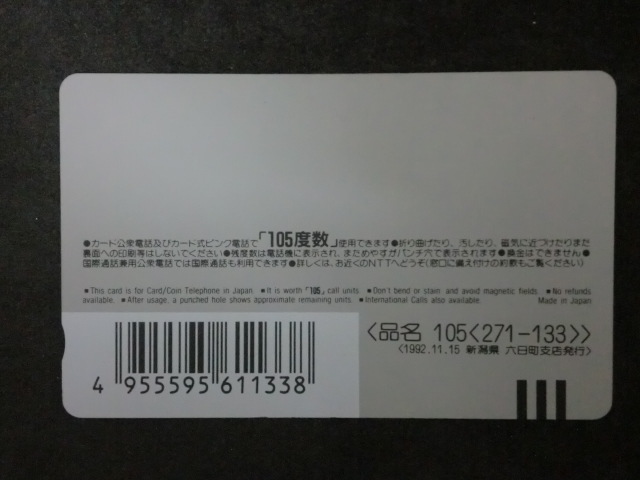 ●カード公衆電話及びカード式ピンク電話で「105度数」使用できます●折り曲げたり、汚したり、磁気に近づけたりまた
裏面への印刷等はしないでください●残度数は電話機に表示され、まためやすがパンチ穴で表示されます●換金はできません●
国際通話兼用公衆電話では国際通話も利用できます●詳しくは、お近くのNTTへどうぞ(窓口に備え付けの約款もご覧ください)
■This card is for Card/Coin Telephone in Japan. ■It is worth「105」call units ■Don't bend or stain and avoid magnetic fields. ■No refunds
available. ■After usage, a punched hole shows approximate remaining units. ■International Calls also available. Made in Japan
〈品名 105〈271-133〉〉
〈1992.11.15 新潟県 六日町支店発行〉
4 955595 611338